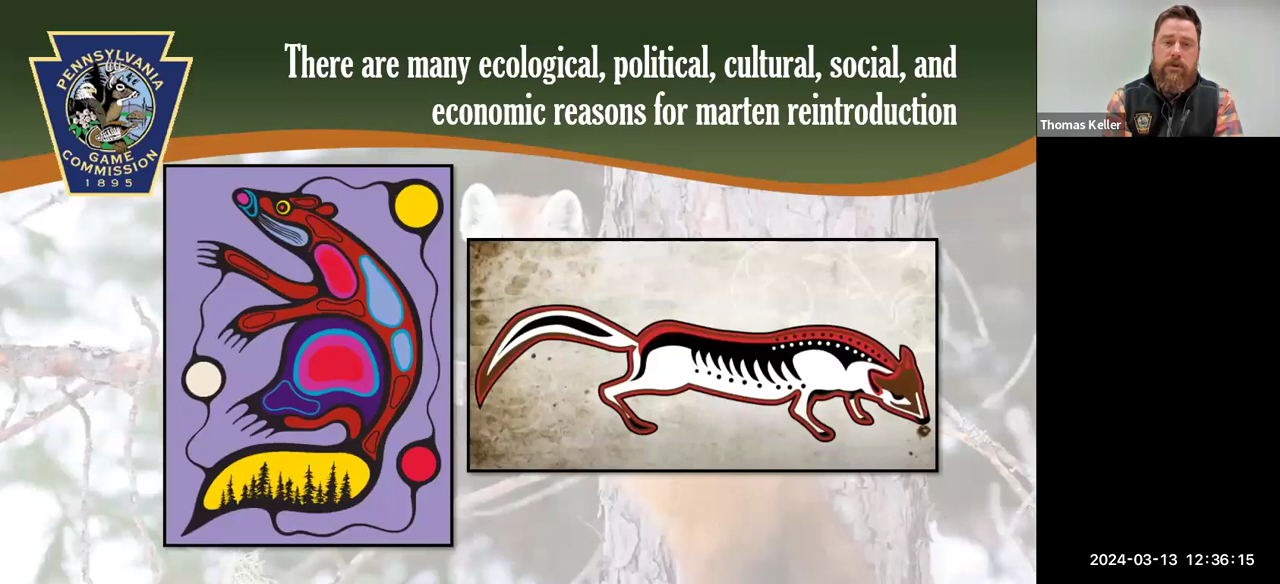 PENNSYLVANIA
GAME
COMMISSION
1895
There are many ecological, political, cultural, social, and
economic reasons for marten reintroduction
Thomas Keller
2024-03-13 12:36:15